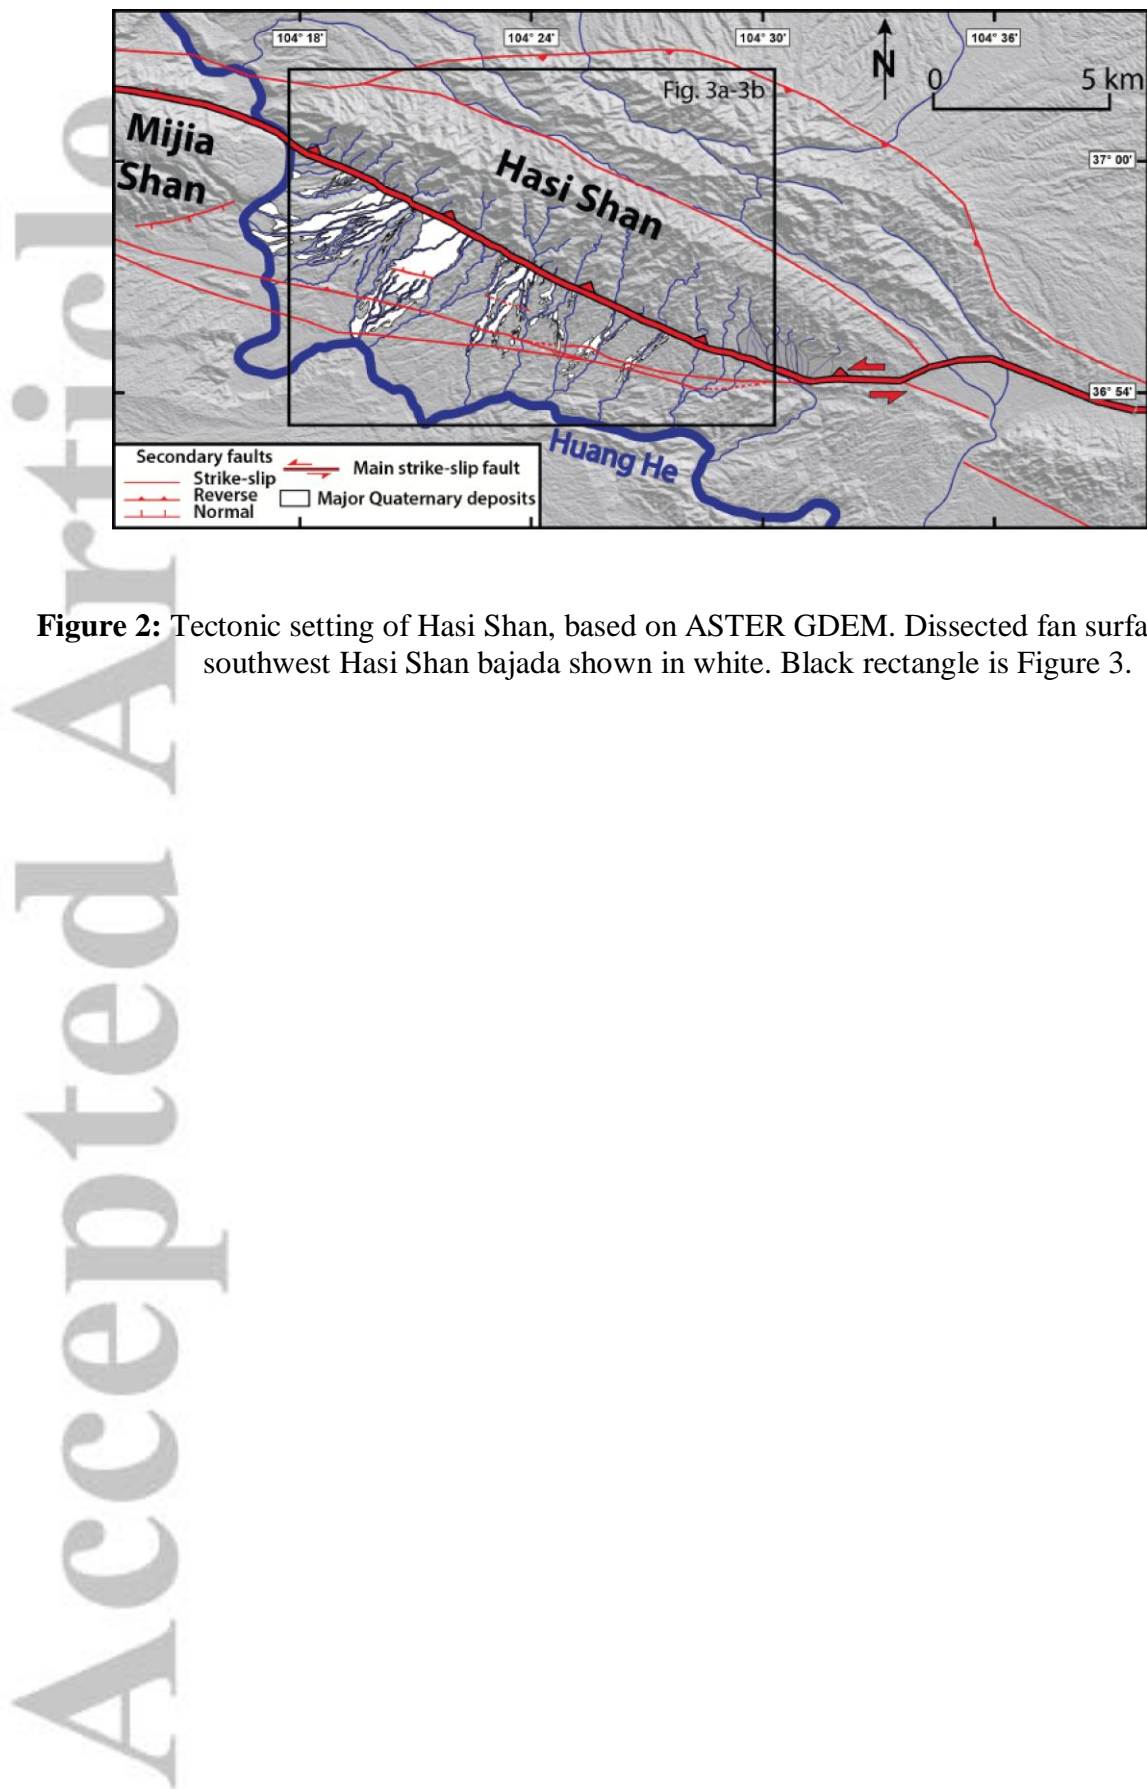 104° 18'
104° 24'
104° 30'
104° 36'
N
0 5 km
Fig. 3a-3b
Mijia
Shan
Hasi Shan
37° 00'
36° 54'
Huang He
Secondary faults
Strike-slip
Reverse
Normal
Main strike-slip fault
Major Quaternary deposits
Figure 2: Tectonic setting of Hasi Shan, based on ASTER GDEM. Dissected fan surfa
southwest Hasi Shan bajada shown in white. Black rectangle is Figure 3.
Accepted Article